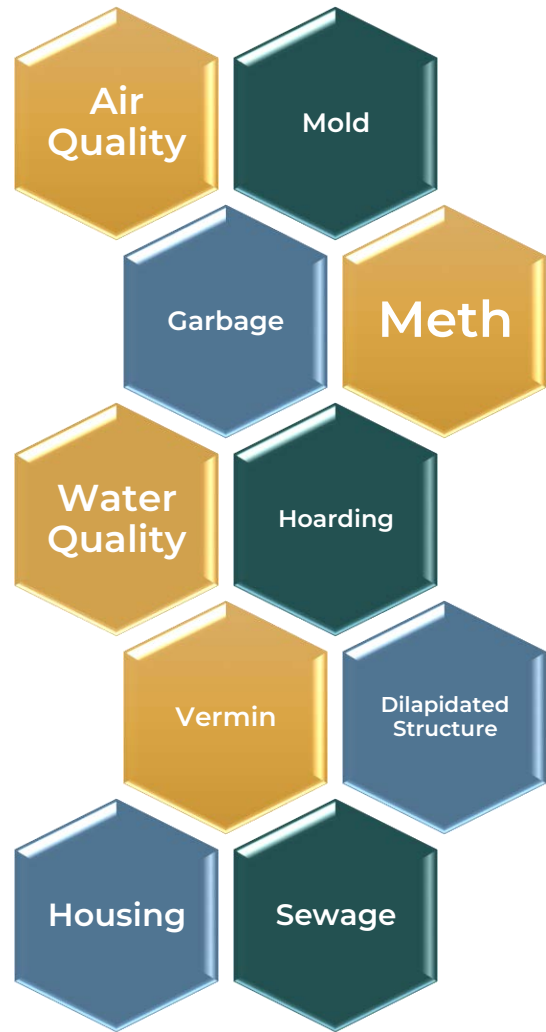 Air
Quality
Mold
Garbage
Meth
Water
Quality
Hoarding
Vermin
Dilapidated
Structure
Housing
Sewage